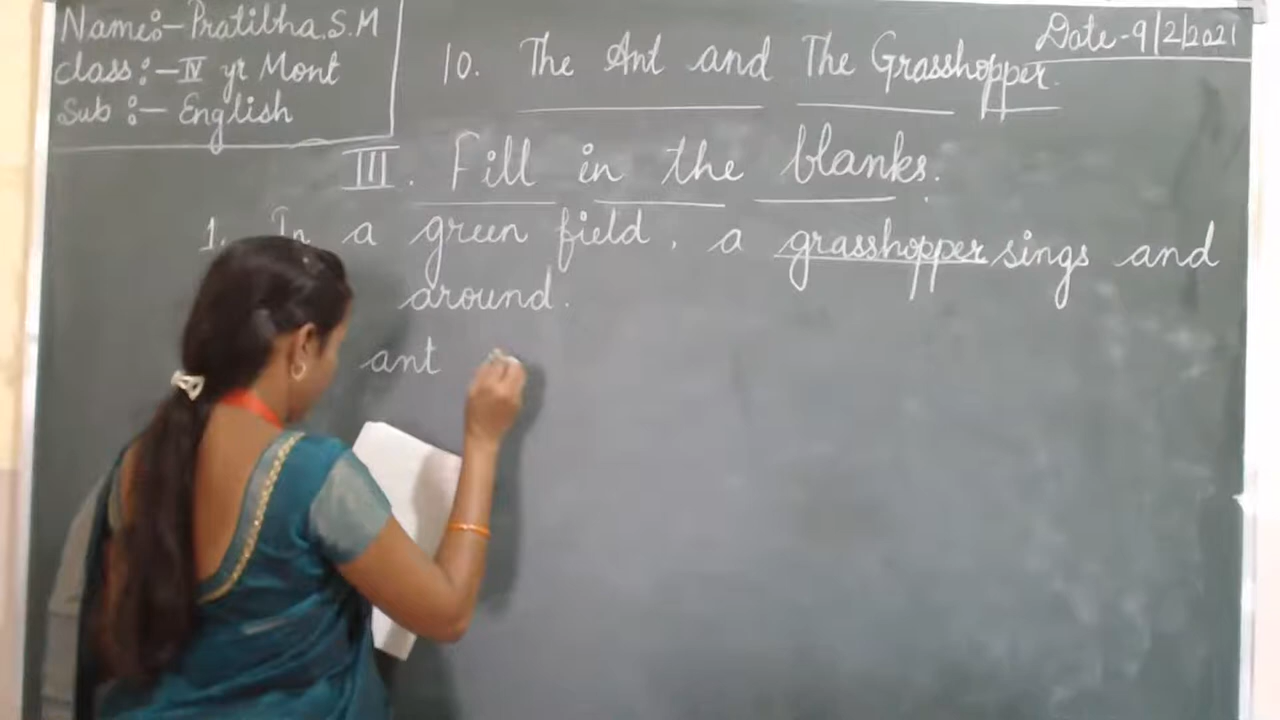 Name:- Pratibha.S.M
class:- IV yr Mont
Sub :- English
Date-9/2/2021
10. The Ant and The Grasshopper.
III. Fill in the blanks.
1. In a green field, a grasshopper sings and
around.
ant